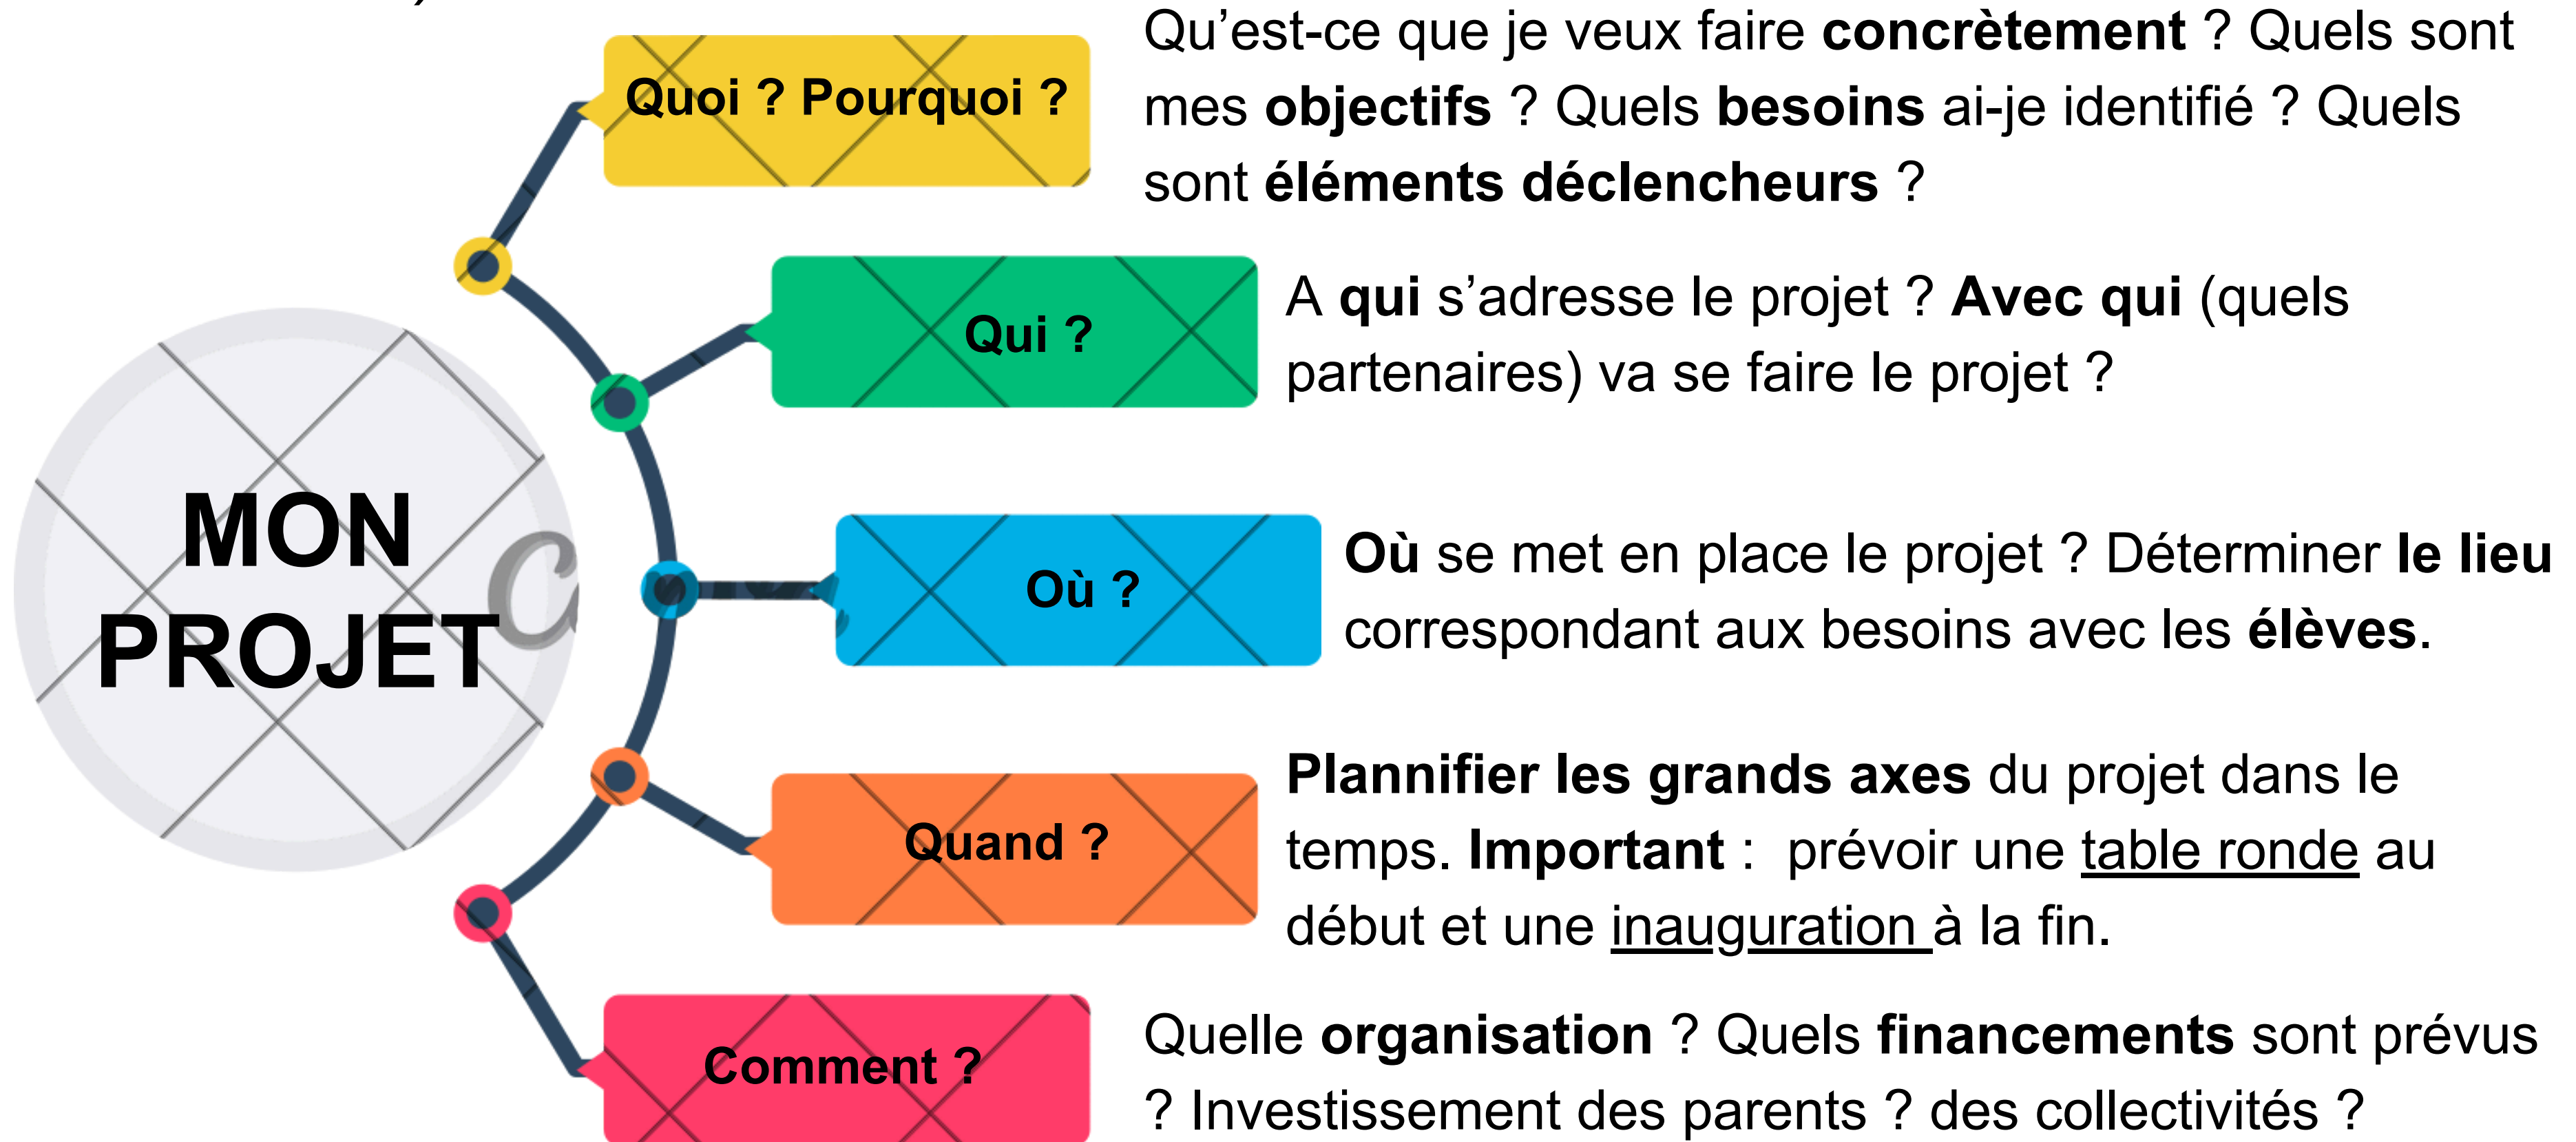 Quoi ? Pourquoi ?
Qu’est-ce que je veux faire concrètement ? Quels sont
mes objectifs ? Quels besoins ai-je identifié ? Quels
sont éléments déclencheurs ?
Qui ?
A qui s’adresse le projet ? Avec qui (quels
partenaires) va se faire le projet ?
MON
PROJET
Où ?
Où se met en place le projet ? Déterminer le lieu
correspondant aux besoins avec les élèves.
Quand ?
Plannifier les grands axes du projet dans le
temps. Important : prévoir une table ronde au
début et une inauguration à la fin.
Comment ?
Quelle organisation ? Quels financements sont prévus
? Investissement des parents ? des collectivités ?